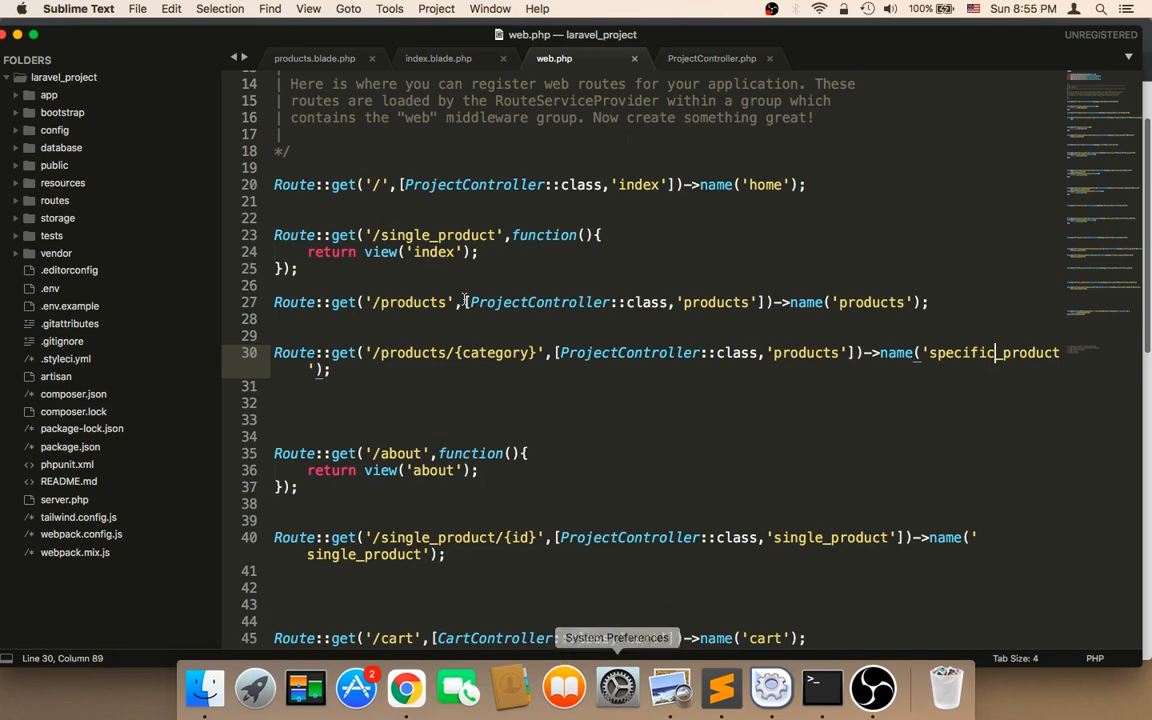 Sublime Text File Edit Selection Find View Goto Tools Project Window Help 100% Sun 8:55 PM
web.php — laravel_project UNREGISTERED
FOLDERS
laravel_project
app
bootstrap
config
database
public
resources
routes
storage
tests
vendor
.editorconfig
.env
.env.example
.gitattributes
.gitignore
.styleci.yml
artisan
composer.json
composer.lock
package-lock.json
package.json
phpunit.xml
README.md
server.php
tailwind.config.js
webpack.config.js
webpack.mix.js
products.blade.php index.blade.php web.php ProjectController.php
14 | Here is where you can register web routes for your application. These
15 | routes are loaded by the RouteServiceProvider within a group which
16 | contains the "web" middleware group. Now create something great!
17 |
18 */
19
20 Route::get('/',[ProjectController::class,'index'])->name('home');
21
22
23 Route::get('/single_product',function(){
24 return view('index');
25 });
26
27 Route::get('/products',[ProjectController::class,'products'])->name('products');
28
29
30 Route::get('/products/{category}',[ProjectController::class,'products'])->name('specific_product
');
31
32
33
34
35 Route::get('/about',function(){
36 return view('about');
37 });
38
39
40 Route::get('/single_product/{id}',[ProjectController::class,'single_product'])->name('
single_product');
41
42
43
44
45 Route::get('/cart',[CartController: )->name('cart');
System Preferences
Line 30, Column 89 Tab Size: 4 PHP
2